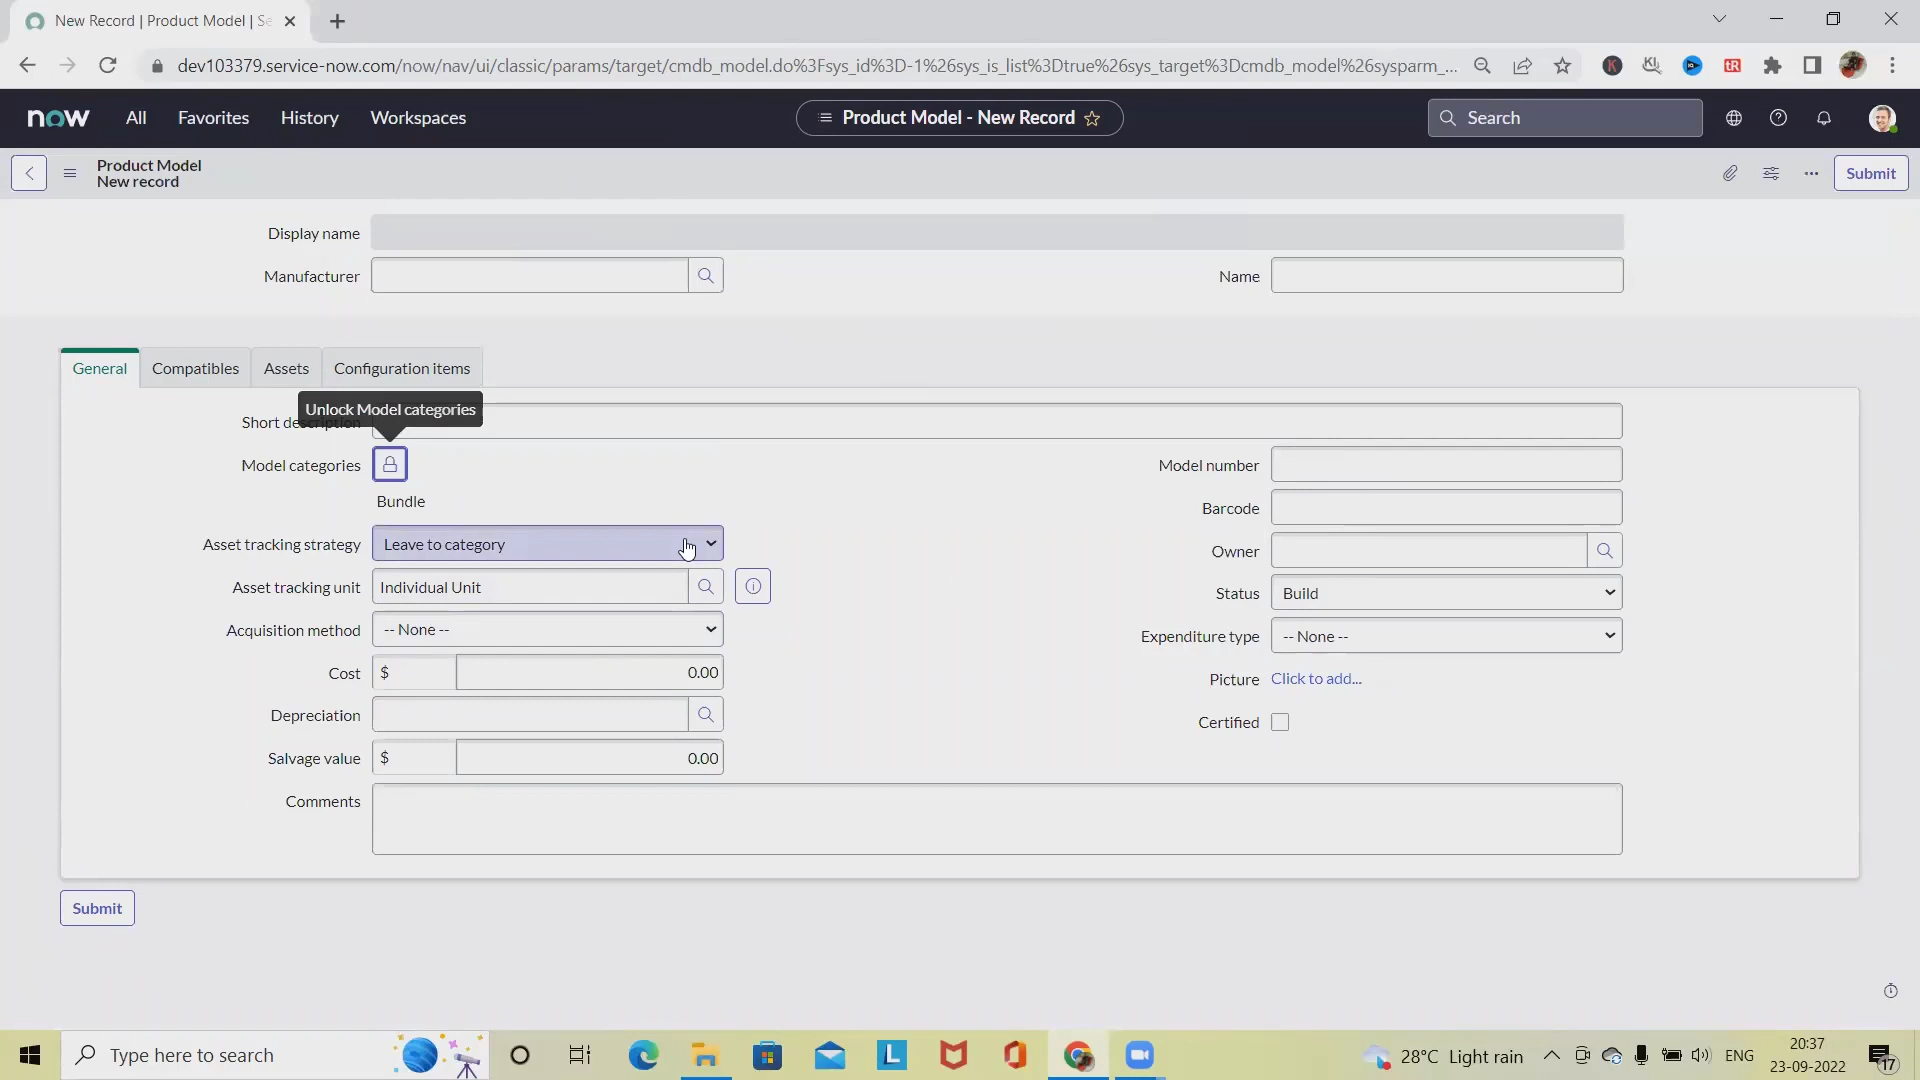 New Record | Product Model | Se
dev103379.service-now.com/now/nav/ui/classic/params/target/cmdb_model.do%3Fsys_id%3D-1%26sys_is_list%3Dtrue%26sys_target%3Dcmdb_model%26sysparm_...
now All Favorites History Workspaces Product Model - New Record Search
Product Model
New record
Submit
Display name
Manufacturer
Name
General Compatibles Assets Configuration items
Unlock Model categories
Short description
Model categories
Bundle
Model number
Barcode
Asset tracking strategy Leave to category
Owner
Asset tracking unit Individual Unit
Status Build
Acquisition method -- None --
Expenditure type -- None --
Cost $ 0.00
Picture Click to add...
Depreciation
Certified
Salvage value $ 0.00
Comments
Submit
Type here to search
28°C Light rain
ENG
20:37
23-09-2022
17